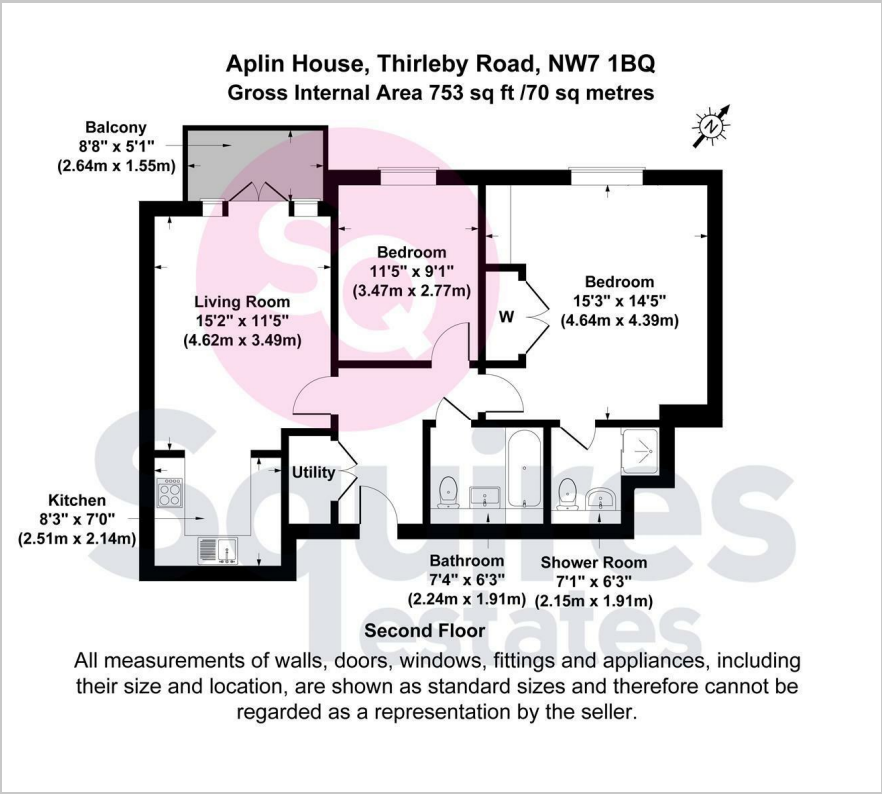 Aplin House, Thirleby Road, NW7 1BQ
Gross Internal Area 753 sq ft /70 sq metres
N
Balcony
8'8" x 5'1"
(2.64m x 1.55m)
Bedroom
11'5" x 9'1"
(3.47m x 2.77m)
Bedroom
15'3" x 14'5"
(4.64m x 4.39m)
Living Room
15'2" x 11'5"
(4.62m x 3.49m)
W
SQ
Squires
estates
Utility
Kitchen
8'3" x 7'0"
(2.51m x 2.14m)
Bathroom
7'4" x 6'3"
(2.24m x 1.91m)
Shower Room
7'1" x 6'3"
(2.15m x 1.91m)
Second Floor
All measurements of walls, doors, windows, fittings and appliances, including
their size and location, are shown as standard sizes and therefore cannot be
regarded as a representation by the seller.